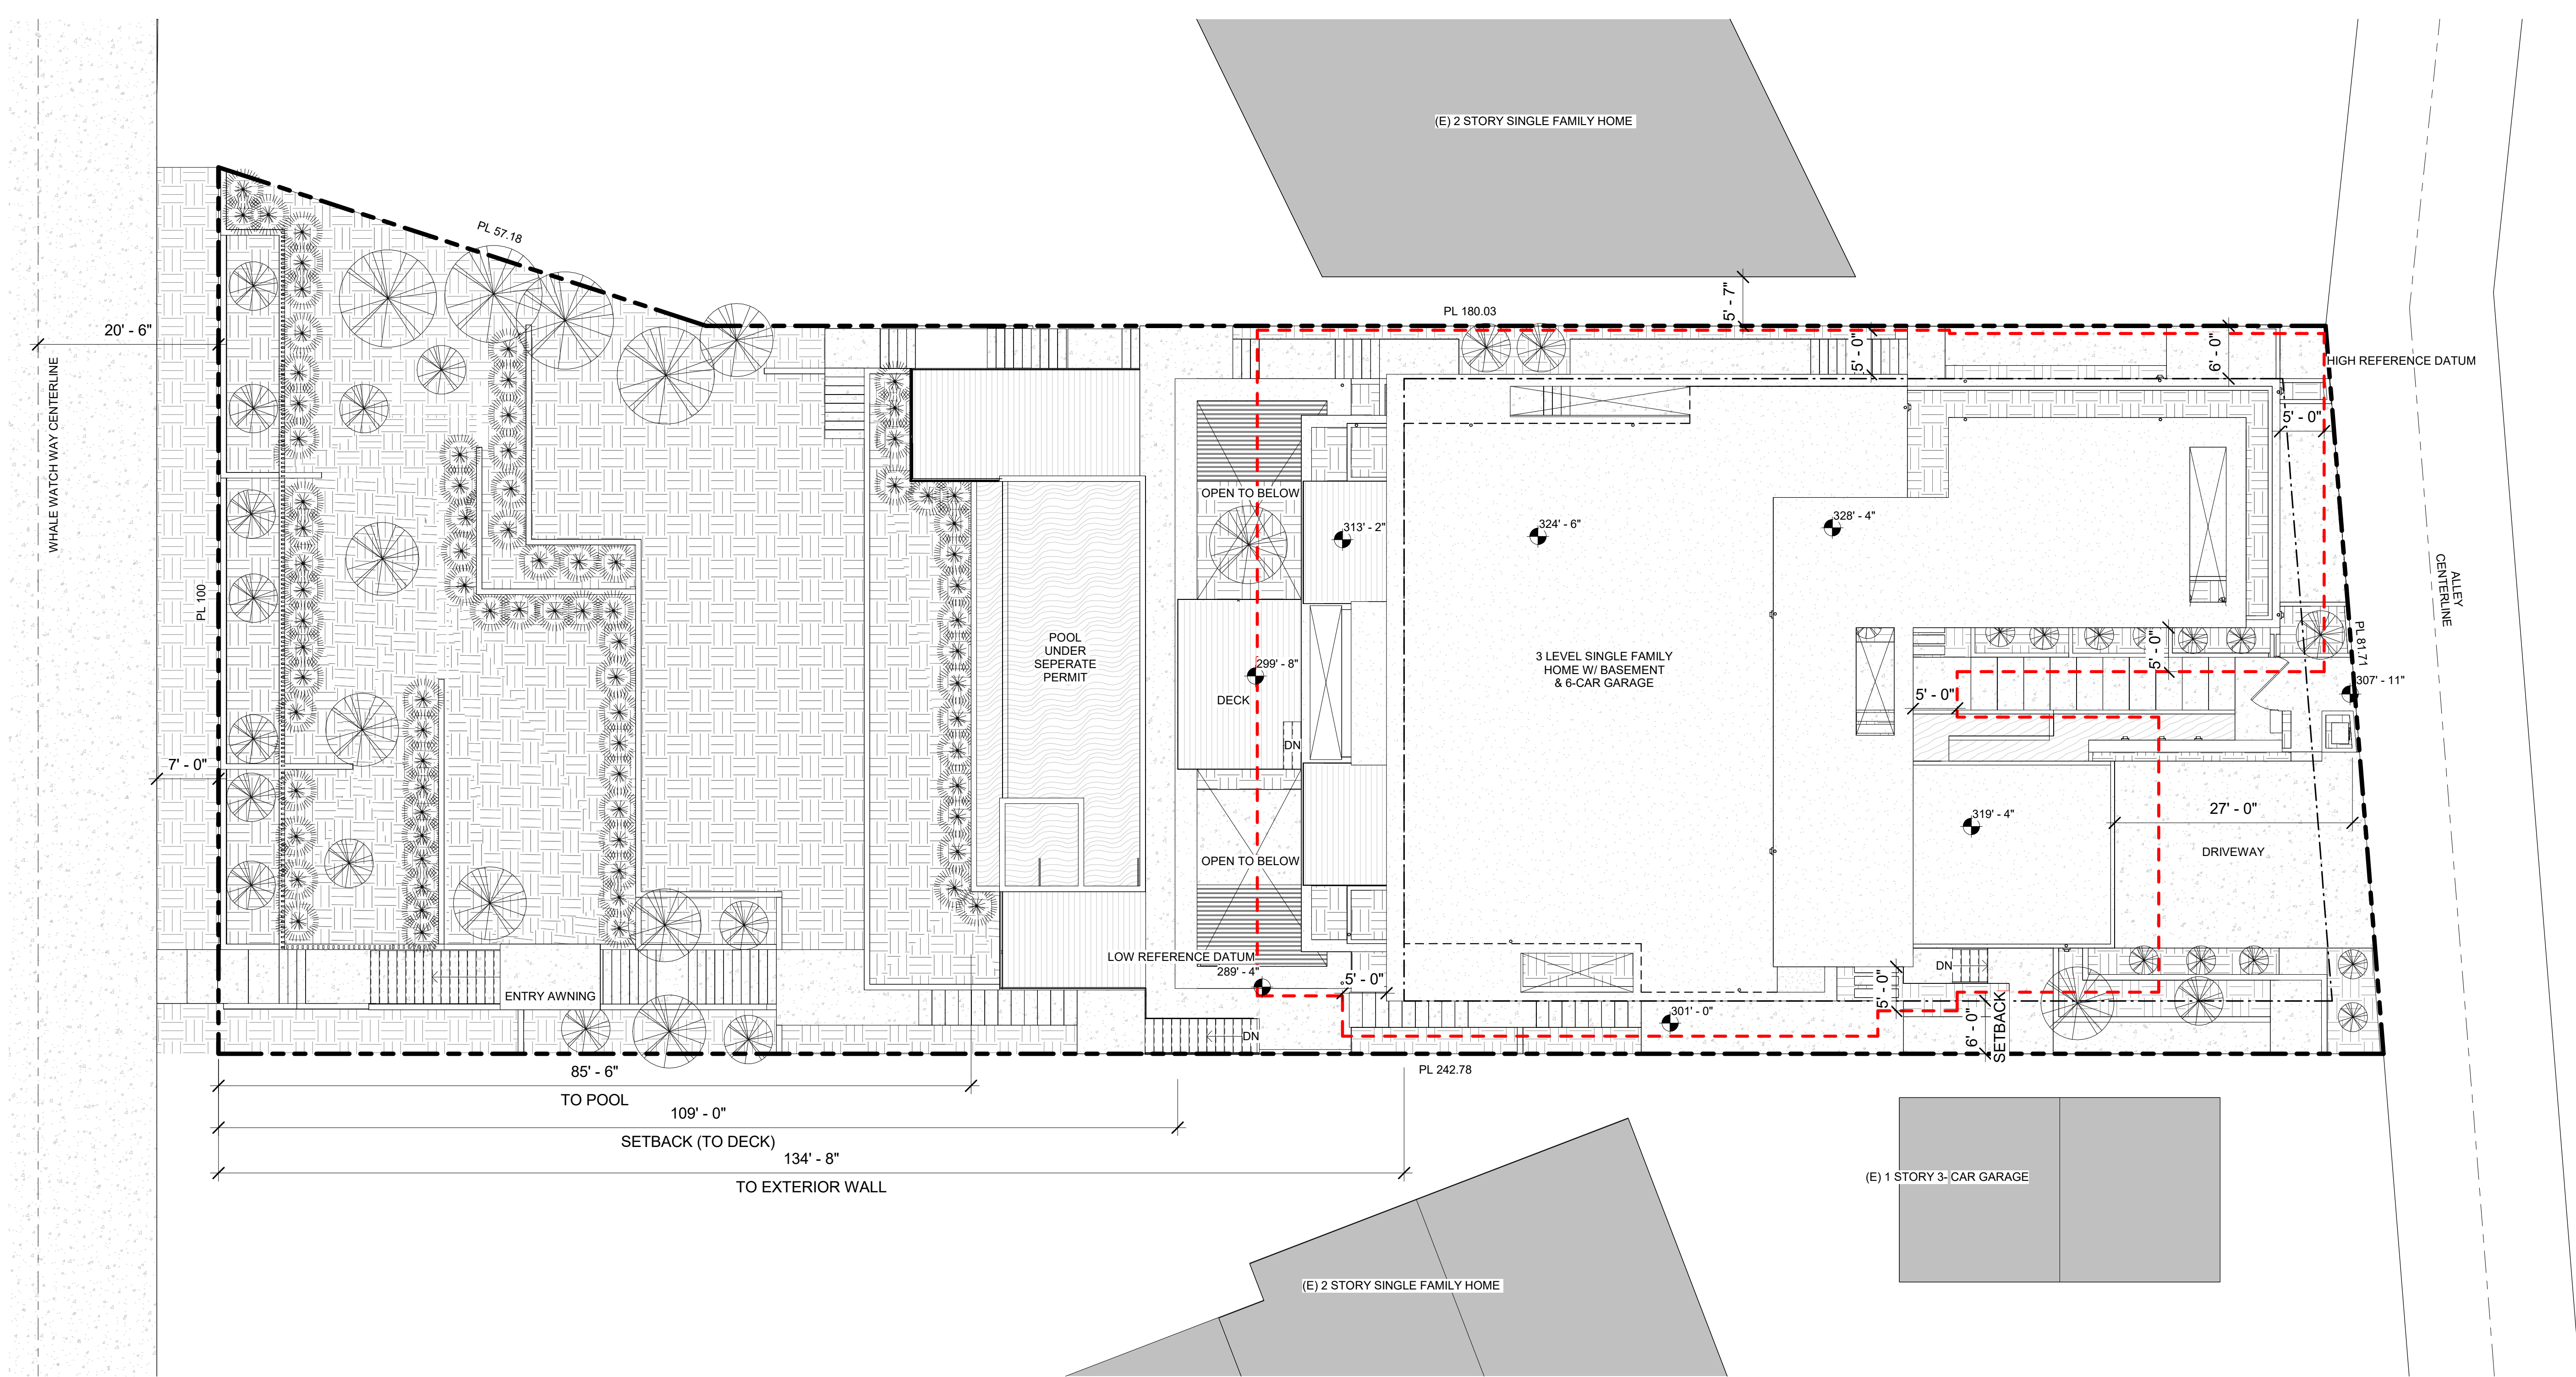 (E) 2 STORY SINGLE FAMILY HOME
PL 57.18
PL 180.03
5' - 7"
20' - 6"
WHALE WATCH WAY CENTERLINE
5' - 0"
6' - 0"
HIGH REFERENCE DATUM
5' - 0"
OPEN TO BELOW
313' - 2"
324' - 6"
328' - 4"
ALLEY
CENTERLINE
PL 100
POOL
UNDER
SEPERATE
PERMIT
299' - 8"
DECK
3 LEVEL SINGLE FAMILY
HOME W/ BASEMENT
& 6-CAR GARAGE
5' - 0"
PL 81.71
307' - 11"
5' - 0"
DN
7' - 0"
319' - 4"
27' - 0"
DRIVEWAY
OPEN TO BELOW
LOW REFERENCE DATUM
289' - 4"
5' - 0"
DN
5' - 0"
ENTRY AWNING
301' - 0"
6' - 0"
SETBACK
DN
85' - 6"
TO POOL
PL 242.78
109' - 0"
SETBACK (TO DECK)
134' - 8"
TO EXTERIOR WALL
(E) 1 STORY 3- CAR GARAGE
(E) 2 STORY SINGLE FAMILY HOME